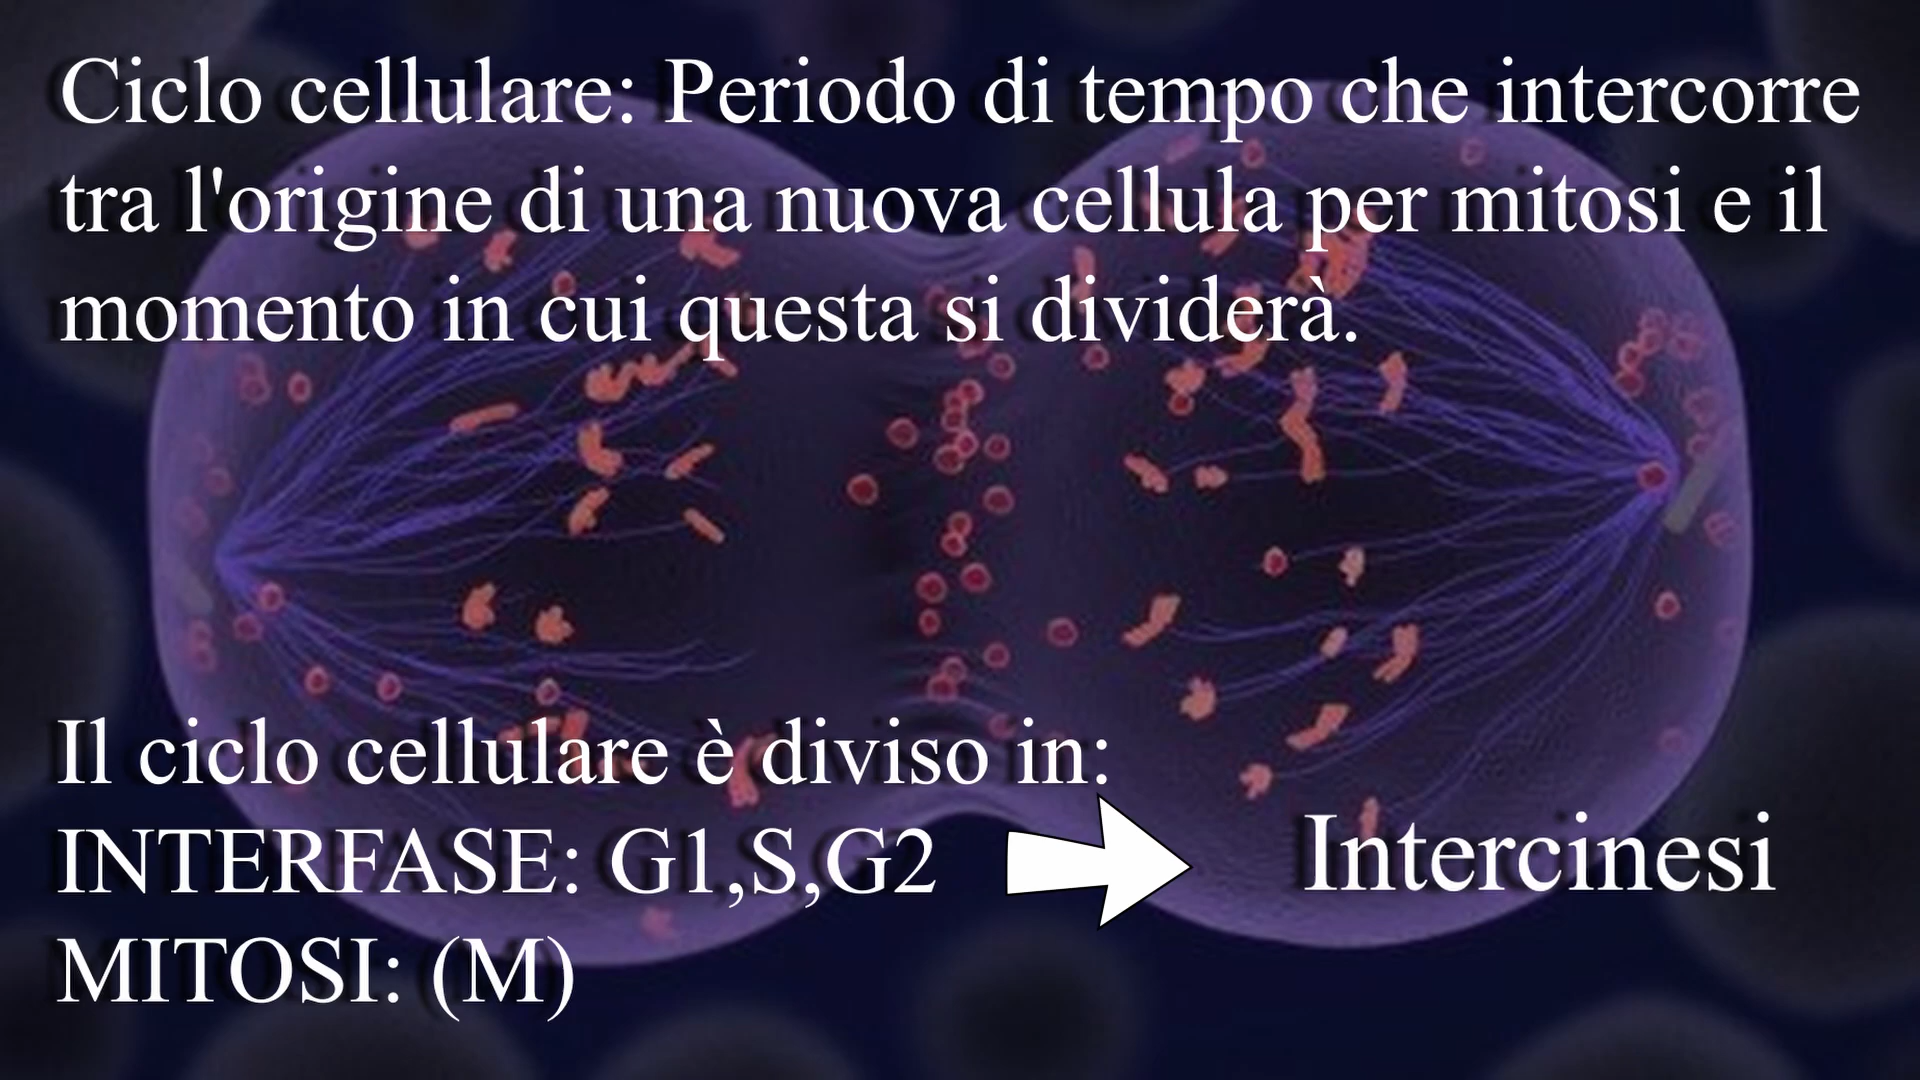 Ciclo cellulare: Periodo di tempo che intercorre
tra l'origine di una nuova cellula per mitosi e il
momento in cui questa si dividerà.
Il ciclo cellulare è diviso in:
INTERFASE: G1,S,G2
Intercinesi
MITOSI: (M)